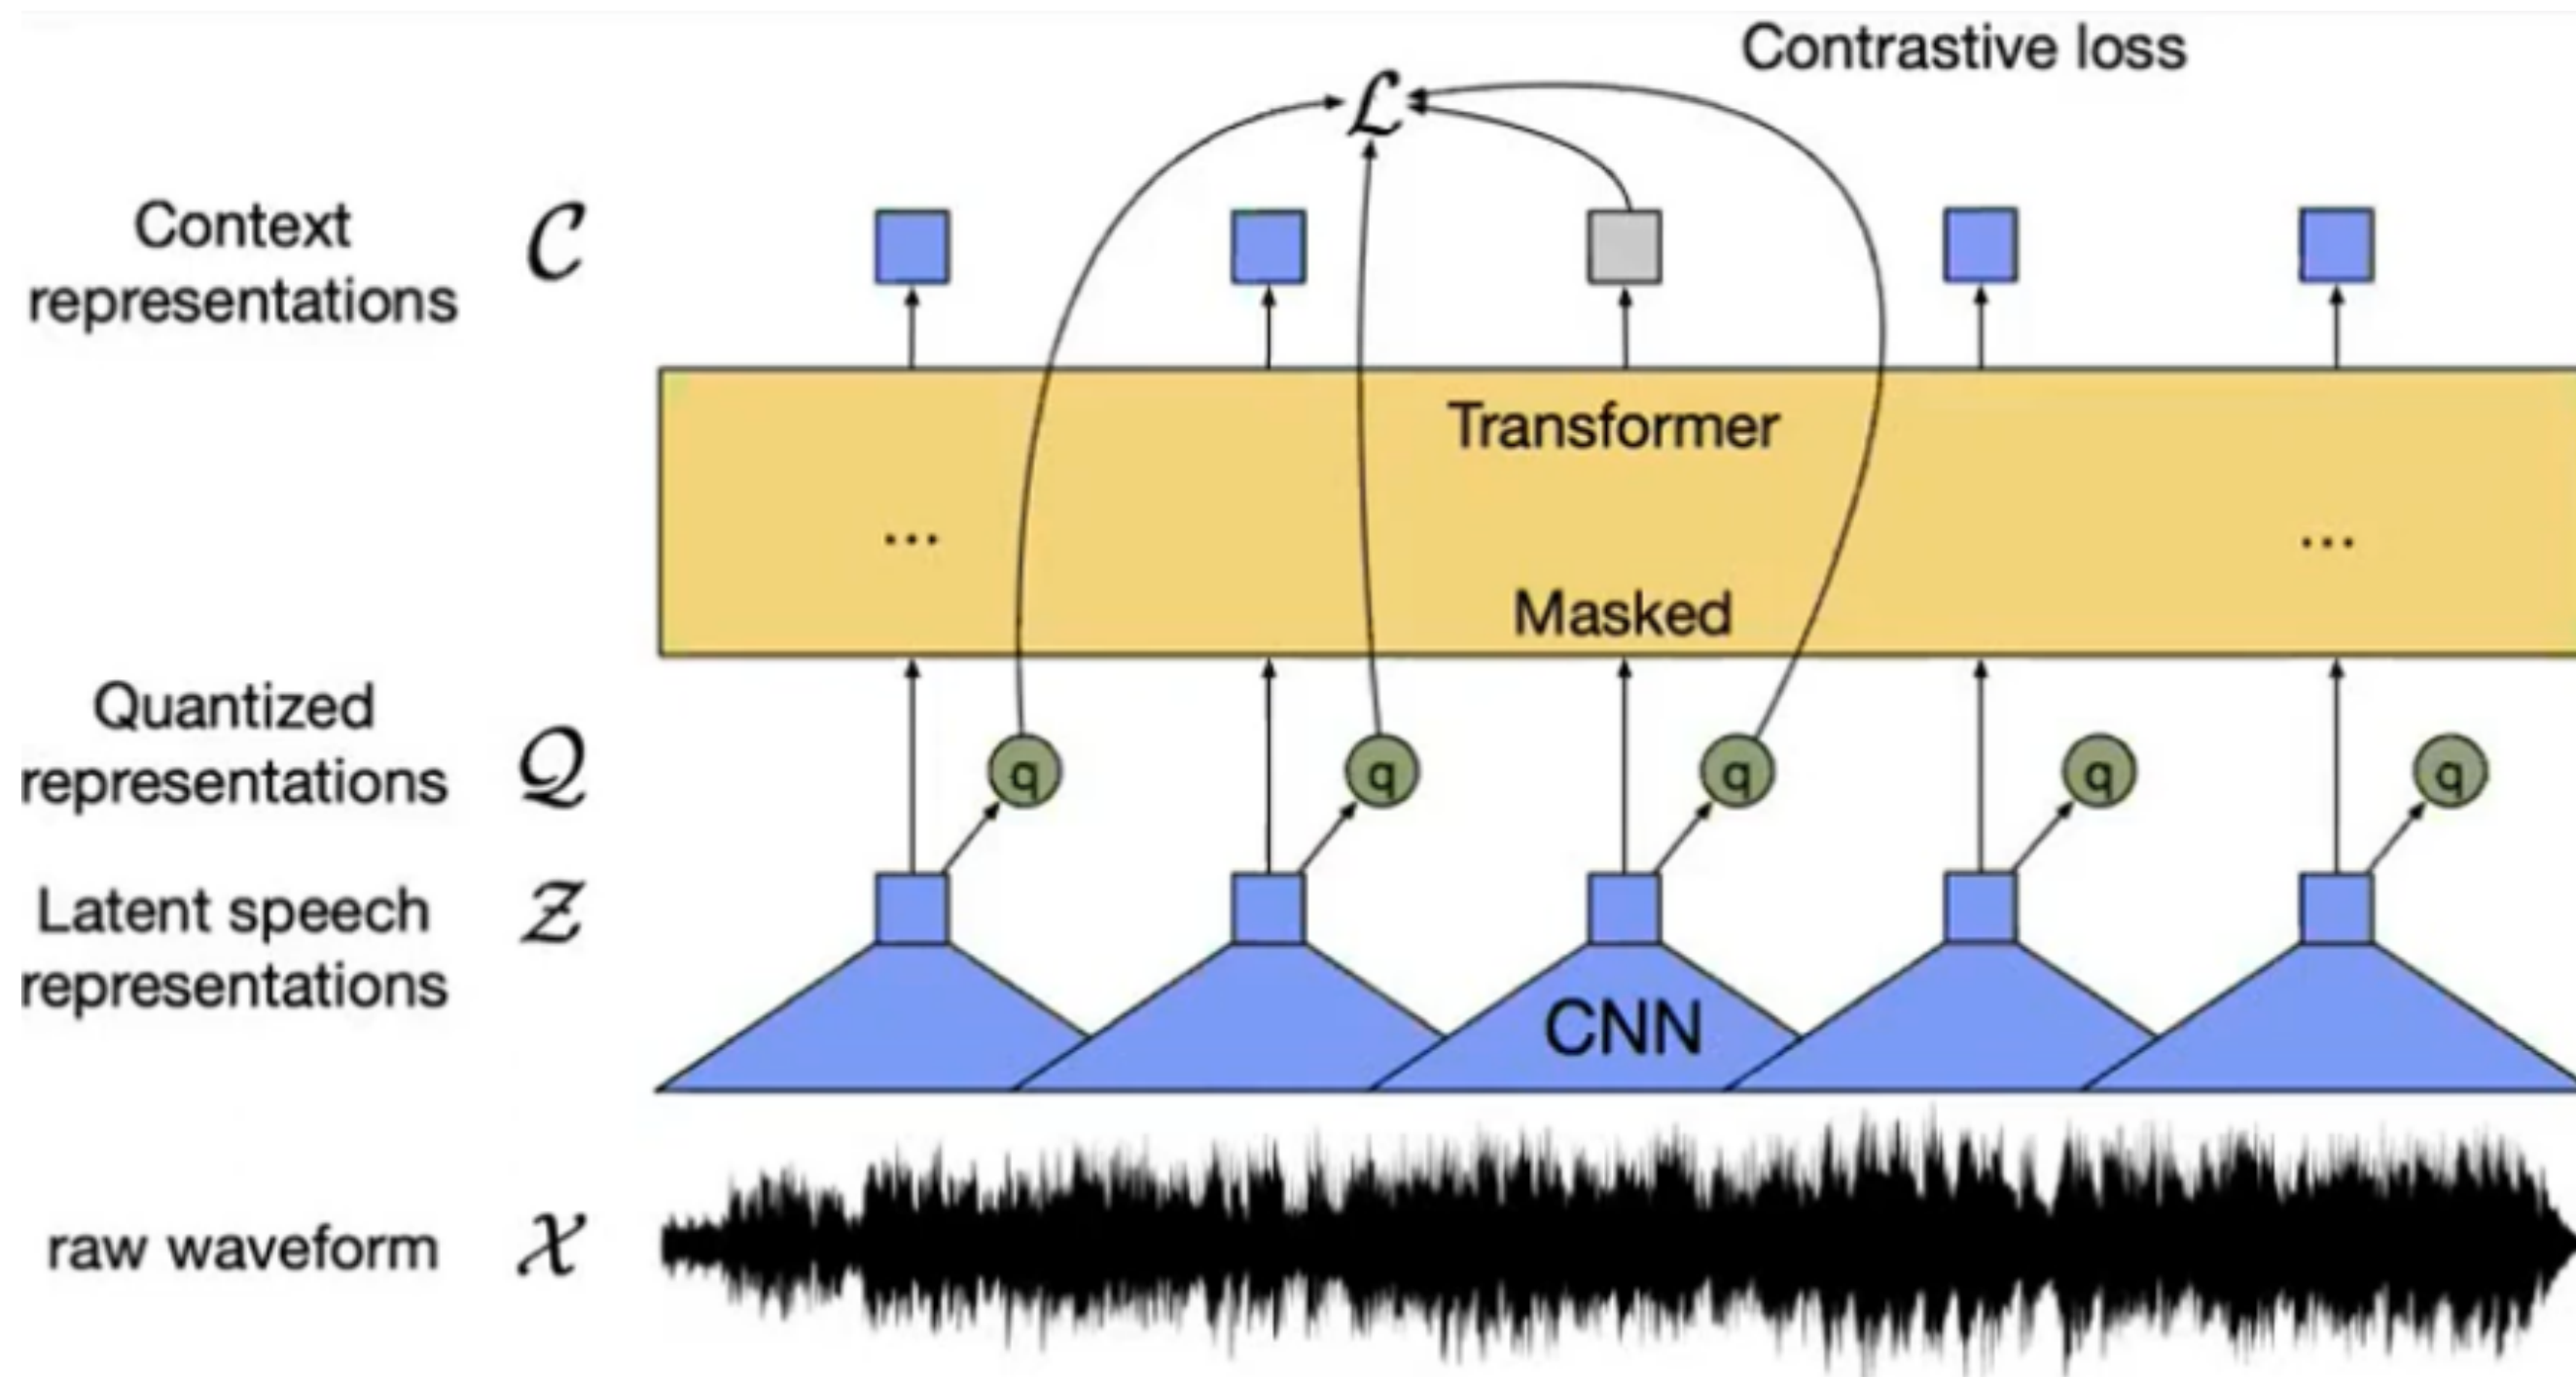 Contrastive loss
ℒ
Context
representations
𝒞
Transformer
...
...
Masked
Quantized
representations
𝒬
q
q
q
q
q
Latent speech
representations
𝒵
CNN
raw waveform
𝒳